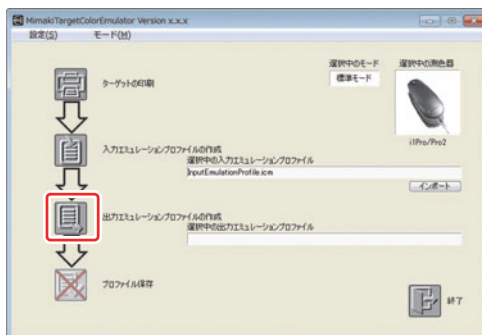 MimakiTargetColorEmulator Version x.x.x
設定(S) モード(M)
選択中のモード 選択中の測色器
標準モード
ターゲットの印刷
i1Pro/Pro2
入力エミュレーションプロファイルの作成
選択中の入力エミュレーションプロファイル
InputEmulationProfile.icm
インポート
出力エミュレーションプロファイルの作成
選択中の出力エミュレーションプロファイル
プロファイル保存
終了